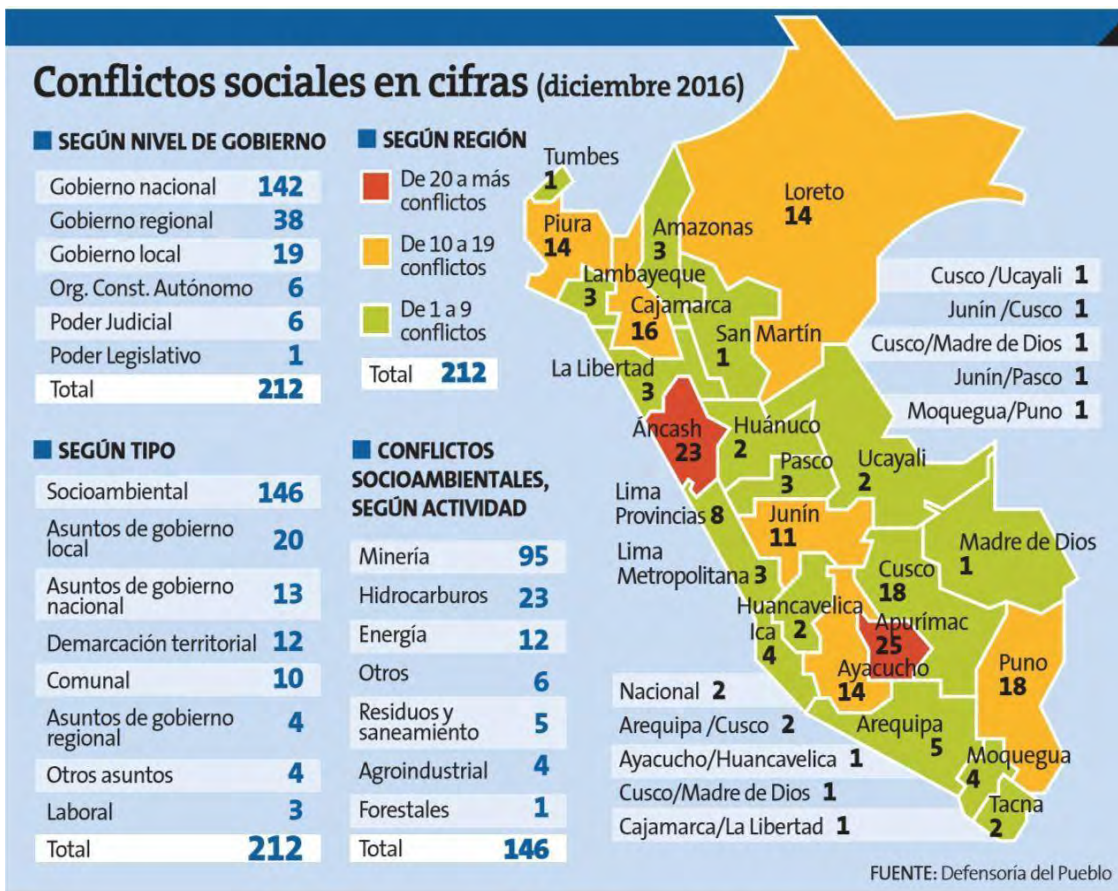 Conflictos sociales en cifras (diciembre 2016)
SEGÚN NIVEL DE GOBIERNO
Gobierno nacional 142
Gobierno regional 38
Gobierno local 19
Org. Const. Autónomo 6
Poder Judicial 6
Poder Legislativo 1
Total 212
SEGÚN REGIÓN
De 20 a más
conflictos
De 10 a 19
conflictos
De 1 a 9
conflictos
Total 212
SEGÚN TIPO
Socioambiental 146
Asuntos de gobierno
local 20
Asuntos de gobierno
nacional 13
Demarcación territorial 12
Comunal 10
Asuntos de gobierno
regional 4
Otros asuntos 4
Laboral 3
Total 212
CONFLICTOS
SOCIOAMBIENTALES,
SEGÚN ACTIVIDAD
Minería 95
Hidrocarburos 23
Energía 12
Otros 6
Residuos y
saneamiento 5
Agroindustrial 4
Forestales 1
Total 146
Tumbes
1
Piura
14
Amazonas
3
Loreto
14
Lambayeque
3
Cajamarca
16
San Martín
1
La Libertad
3
Áncash
23
Huánuco
2
Pasco
3
Ucayali
2
Lima
Provincias 8
Junín
11
Lima
Metropolitana 3
Madre de Dios
1
Cusco
18
Huancavelica
2
Ica
4
Apurímac
25
Ayacucho
14
Puno
18
Arequipa
5
Moquegua
4
Tacna
2
Cusco /Ucayali 1
Junín /Cusco 1
Cusco/Madre de Dios 1
Junín/Pasco 1
Moquegua/Puno 1
Nacional 2
Arequipa /Cusco 2
Ayacucho/Huancavelica 1
Cusco/Madre de Dios 1
Cajamarca/La Libertad 1
FUENTE: Defensoría del Pueblo